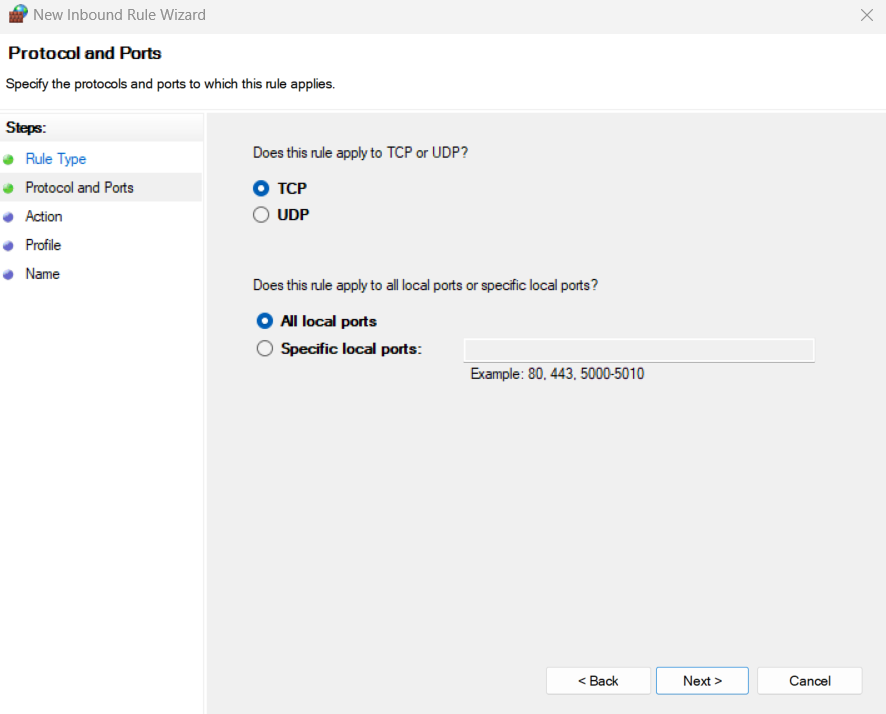 New Inbound Rule Wizard
Protocol and Ports
Specify the protocols and ports to which this rule applies.
Steps:
Rule Type
Protocol and Ports
Action
Profile
Name
Does this rule apply to TCP or UDP?
TCP
UDP
Does this rule apply to all local ports or specific local ports?
All local ports
Specific local ports:
Example: 80, 443, 5000-5010
< Back
Next >
Cancel